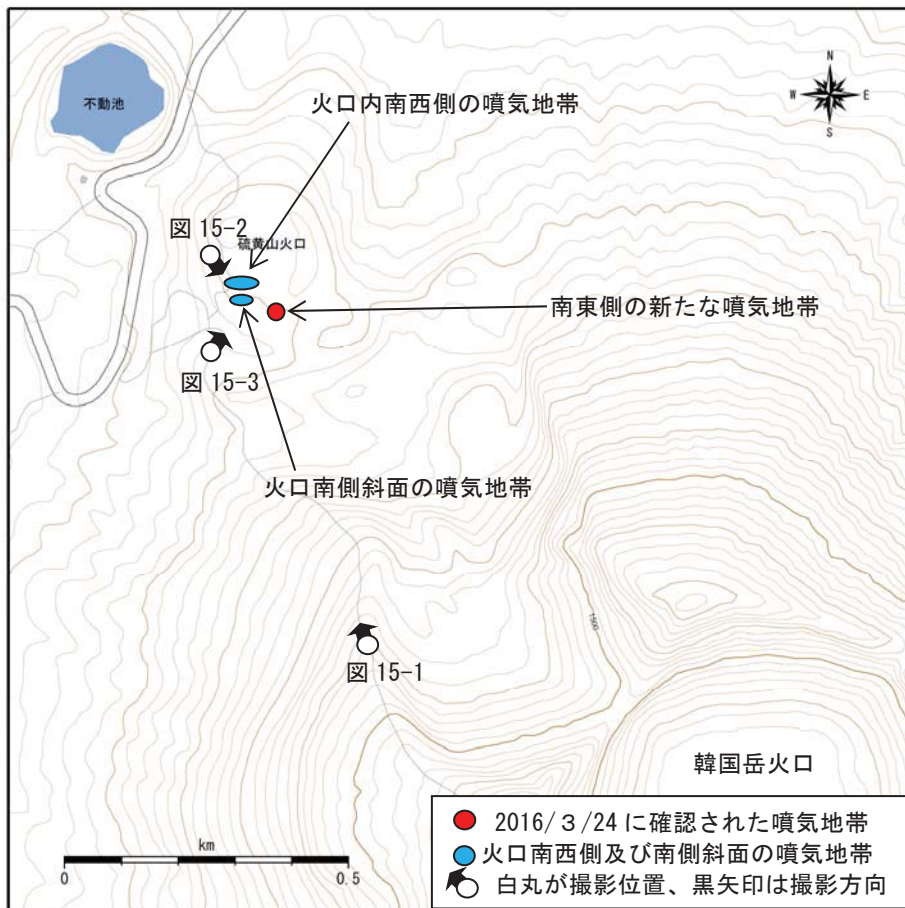 不動池
火口内南西側の噴気地帯
N
W E
S
図 15-2
硫黄山火口
南東側の新たな噴気地帯
図 15-3
火口南側斜面の噴気地帯
1500
図 15-1
韓国岳火口
km
0 0.5
2016/3/24 に確認された噴気地帯
火口南西側及び南側斜面の噴気地帯
白丸が撮影位置、黒矢印は撮影方向